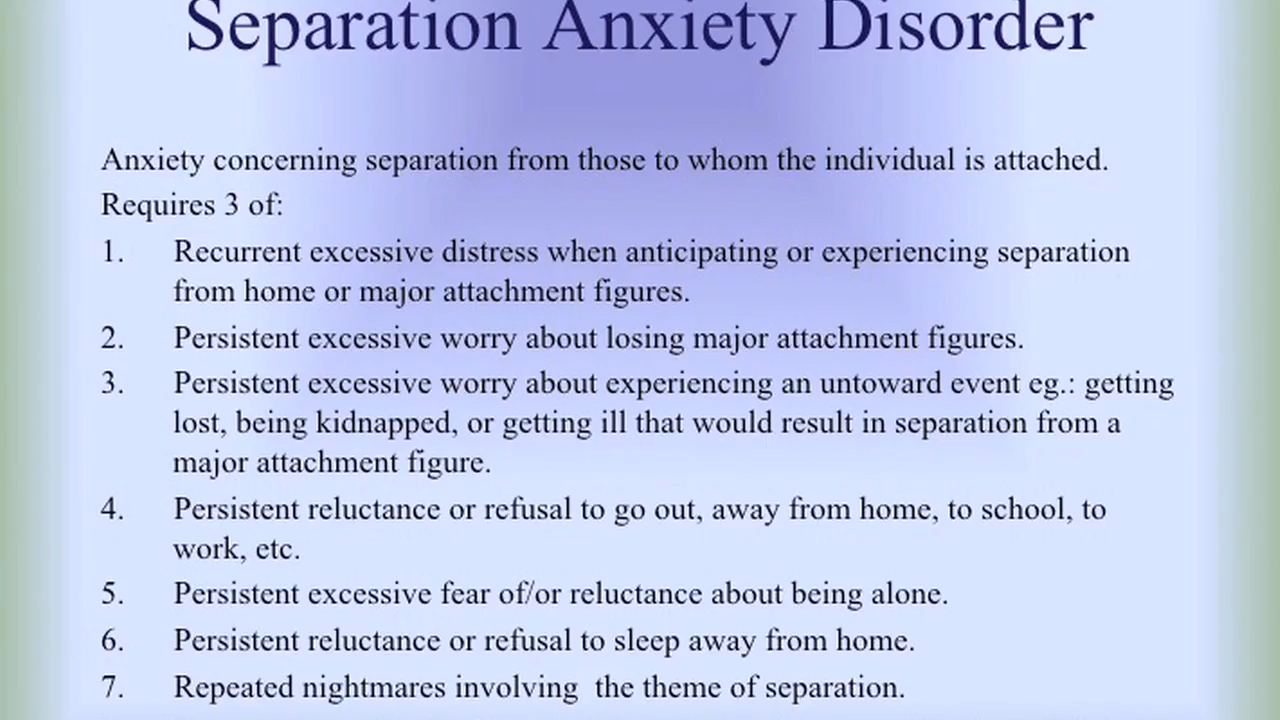 Separation Anxiety Disorder
Anxiety concerning separation from those to whom the individual is attached.
Requires 3 of:
1. Recurrent excessive distress when anticipating or experiencing separation
from home or major attachment figures.
2. Persistent excessive worry about losing major attachment figures.
3. Persistent excessive worry about experiencing an untoward event eg.: getting
lost, being kidnapped, or getting ill that would result in separation from a
major attachment figure.
4. Persistent reluctance or refusal to go out, away from home, to school, to
work, etc.
5. Persistent excessive fear of/or reluctance about being alone.
6. Persistent reluctance or refusal to sleep away from home.
7. Repeated nightmares involving  the theme of separation.